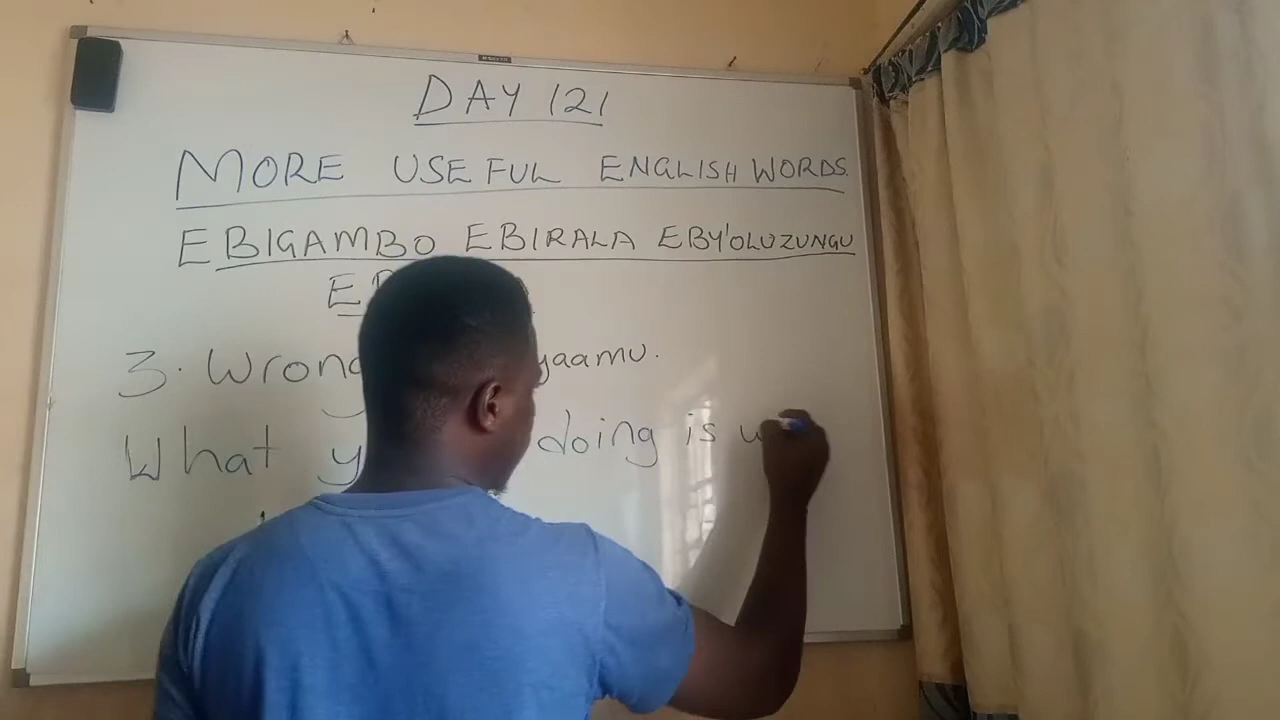 DAY 121
MORE USEFUL ENGLISH WORDS.
EBIGAMBO EBIRALA EBY'OLUZUNGU
3. Wrong
What doing is